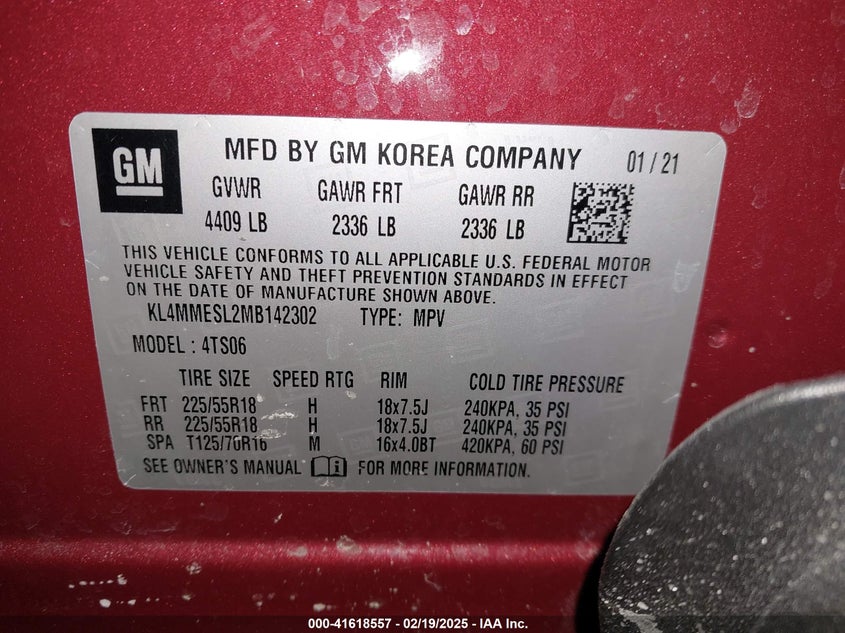 GM
MFD BY GM KOREA COMPANY 01/21
GVWR GAWR FRT GAWR RR
4409 LB 2336 LB 2336 LB
THIS VEHICLE CONFORMS TO ALL APPLICABLE U.S. FEDERAL MOTOR
VEHICLE SAFETY AND THEFT PREVENTION STANDARDS IN EFFECT
ON THE DATE OF MANUFACTURE SHOWN ABOVE.
KL4MMESL2MB142302 TYPE: MPV
MODEL : 4TS06
TIRE SIZE SPEED RTG RIM COLD TIRE PRESSURE
FRT 225/55R18 H 18x7.5J 240KPA, 35 PSI
RR 225/55R18 H 18x7.5J 240KPA, 35 PSI
SPA T125/70R16 M 16x4.0BT 420KPA, 60 PSI
SEE OWNER'S MANUAL FOR MORE INFORMATION.
000-41618557 - 02/19/2025 - IAA Inc.